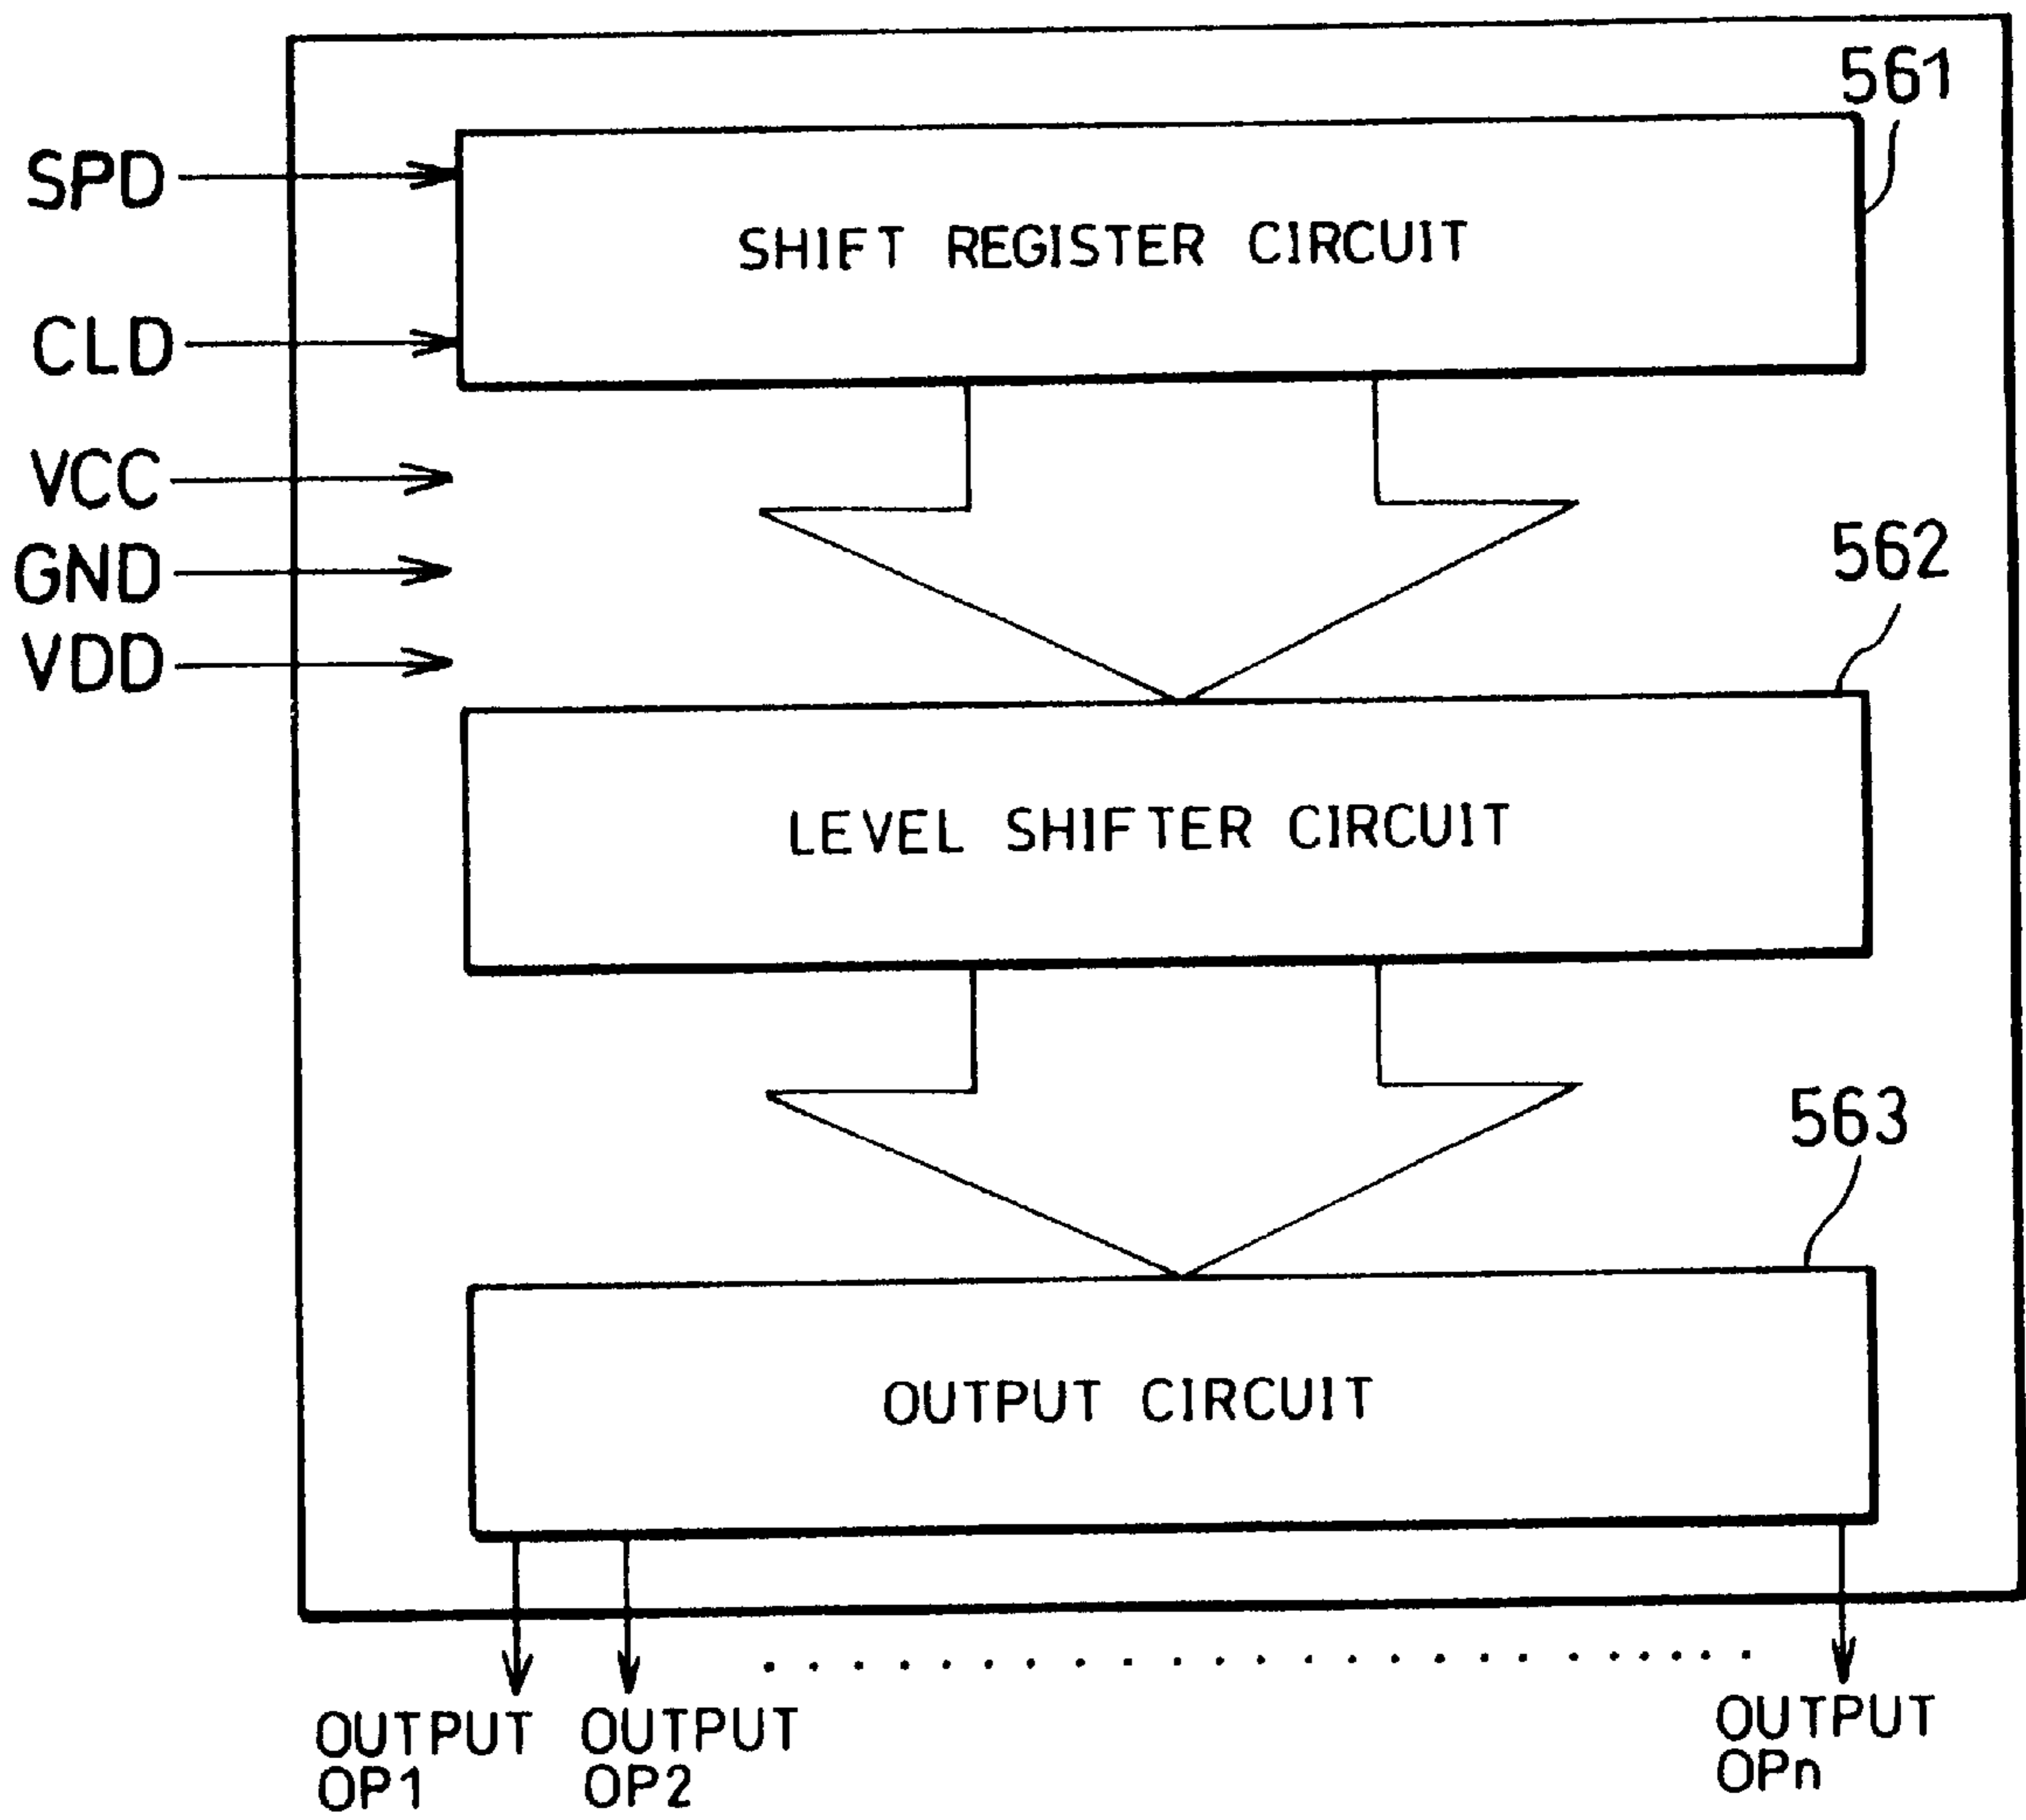 561
SPD
SHIFT REGISTER CIRCUIT
CLD
VCC
GND
VDD
562
LEVEL SHIFTER CIRCUIT
563
OUTPUT CIRCUIT
OUTPUT OP1
OUTPUT OP2
OUTPUT OPn